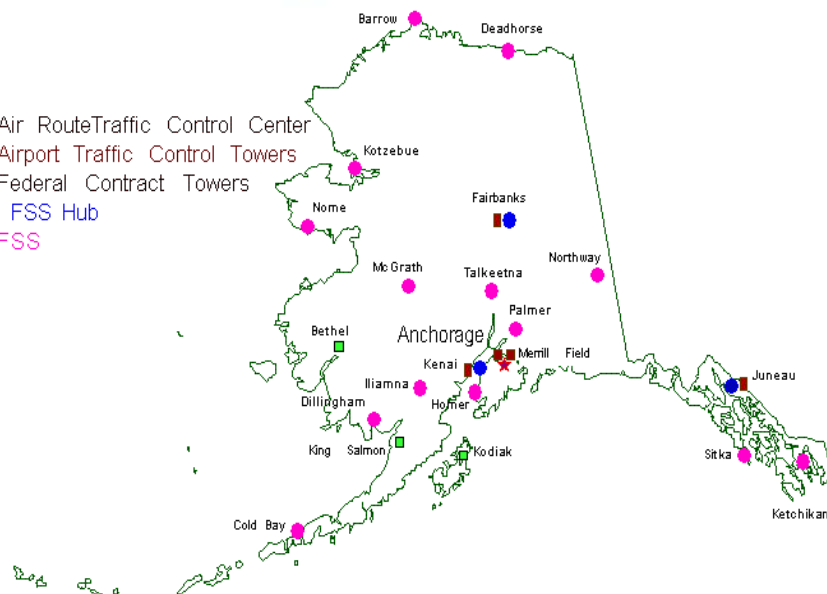 Barrow
Deadhorse
Air RouteTraffic Control Center
Airport Traffic Control Towers
Federal Contract Towers
FSS Hub
FSS
Kotzebue
Nome
Fairbanks
Mc Grath
Talkeetna
Northway
Palmer
Bethel
Anchorage
Merrill Field
Kenai
Iliamna
Juneau
Dillingham
Homer
King Salmon
Kodiak
Sitka
Ketchikan
Cold Bay